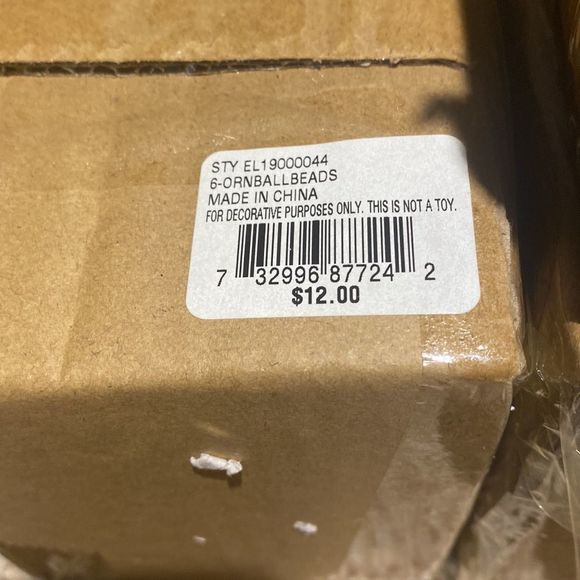 STY EL19000044
6-ORNBALLBEADS
MADE IN CHINA
FOR DECORATIVE PURPOSES ONLY. THIS IS NOT A TOY.
7 32996 87724 2
$12.00